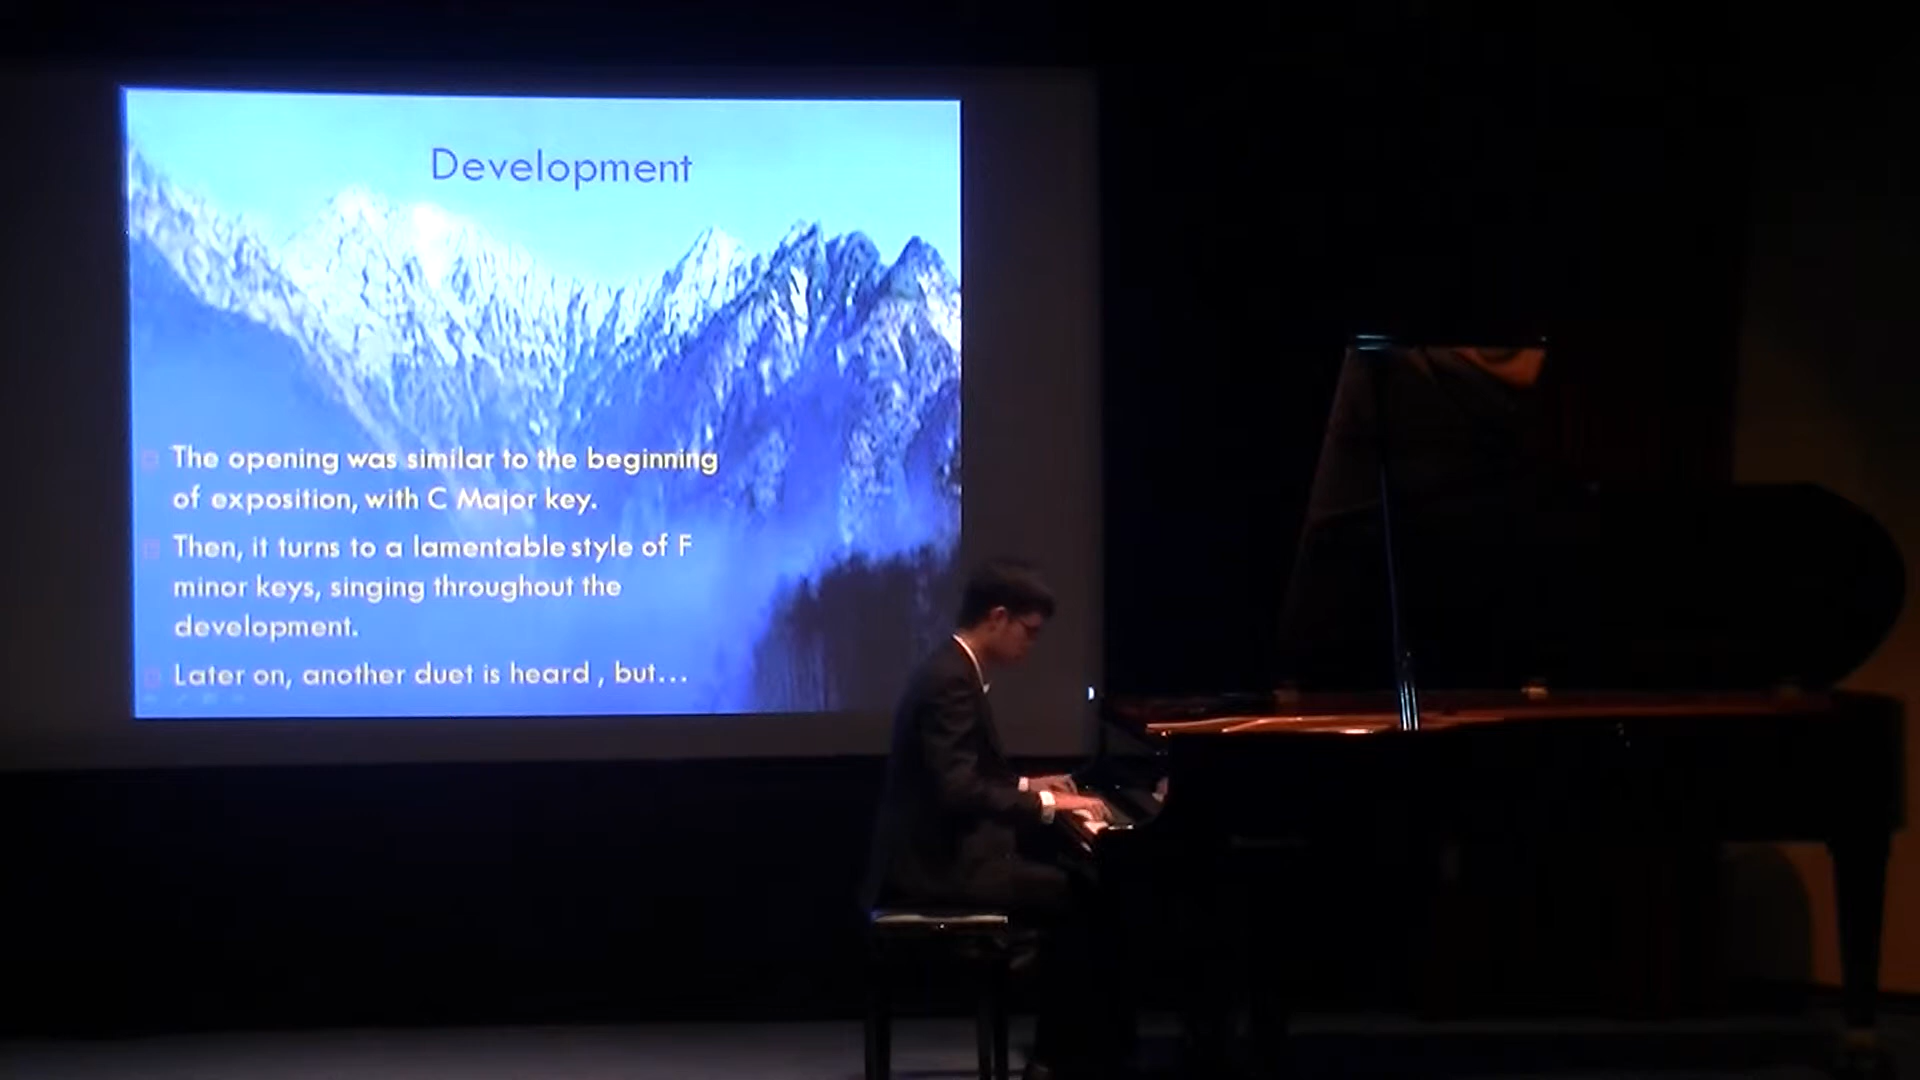 Development
The opening was similar to the beginning
of exposition, with C Major key.
Then, it turns to a lamentable style of F
minor keys, singing throughout the
development.
Later on, another duet is heard , but...